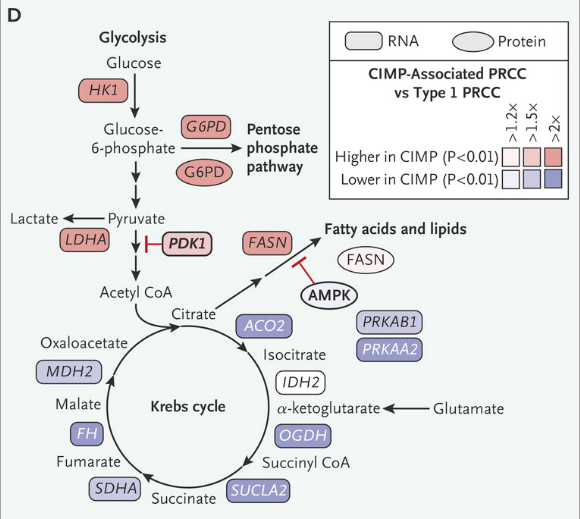 D
RNA
Protein
CIMP-Associated PRCC
vs Type 1 PRCC
>1.2×
>1.5×
>2×
Higher in CIMP (P<0.01)
Lower in CIMP (P<0.01)
Glycolysis
Glucose
HK1
Glucose-
6-phosphate
G6PD
G6PD
Pentose
phosphate
pathway
Lactate
Pyruvate
LDHA
PDK1
FASN
Fatty acids and lipids
FASN
AMPK
Acetyl CoA
Citrate
ACO2
PRKAB1
PRKAA2
Oxaloacetate
Isocitrate
MDH2
IDH2
Malate
Krebs cycle
α-ketoglutarate
Glutamate
FH
OGDH
Fumarate
Succinyl CoA
SDHA
Succinate
SUCLA2